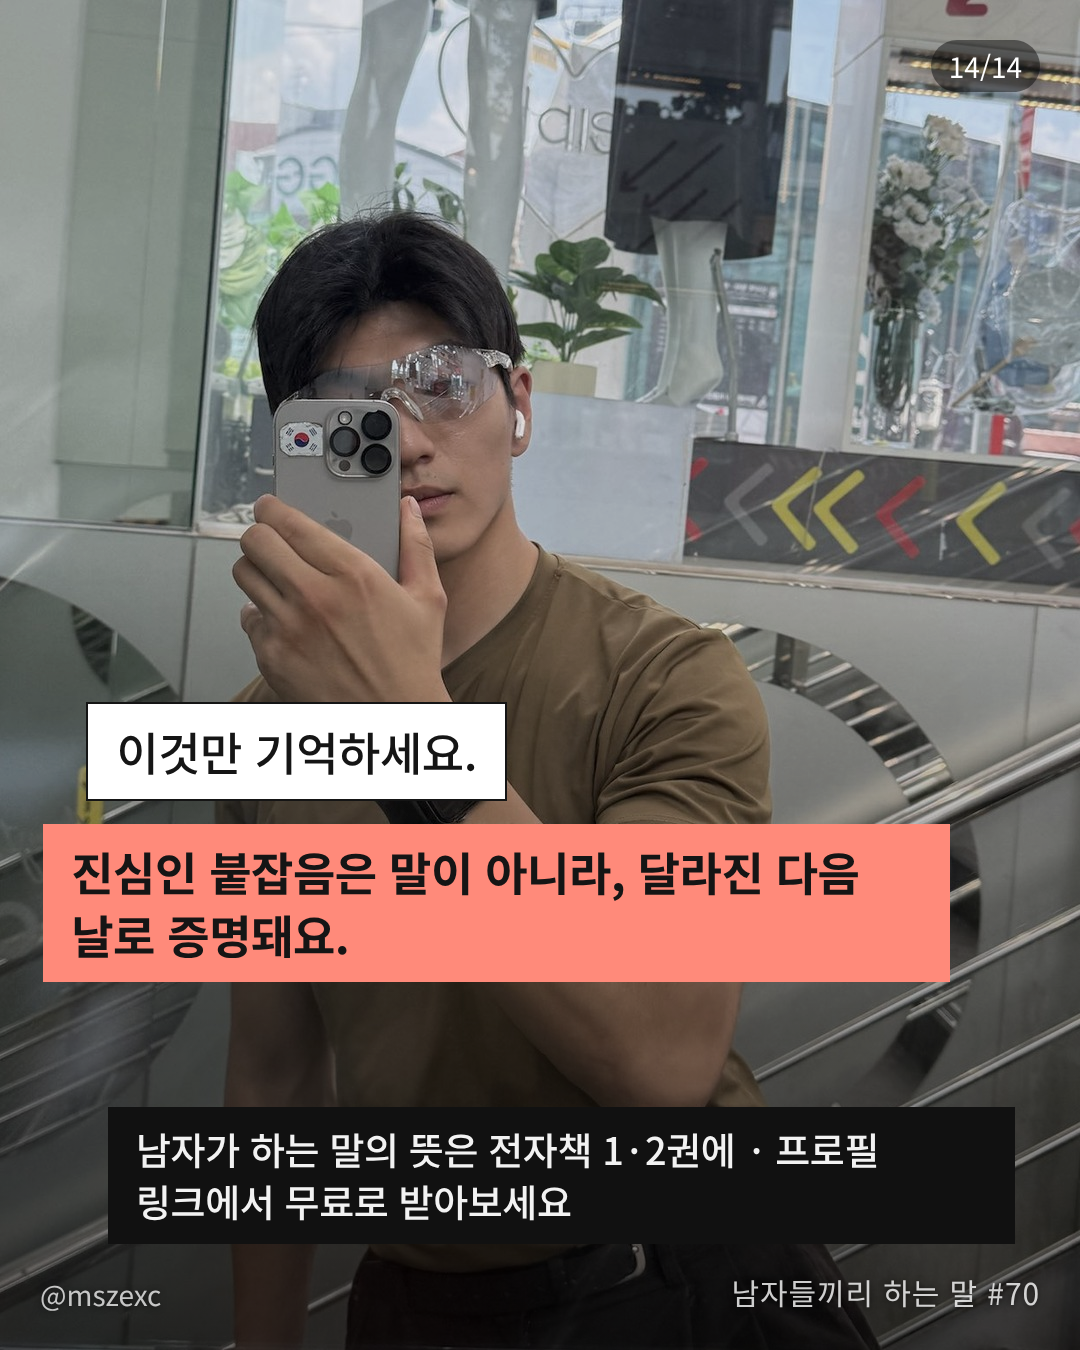 14/14
이것만 기억하세요.
진심인 붙잡음은 말이 아니라, 달라진 다음
날로 증명돼요.
남자가 하는 말의 뜻은 전자책 1·2권에 · 프로필
링크에서 무료로 받아보세요
@mszexc
남자들끼리 하는 말 #70